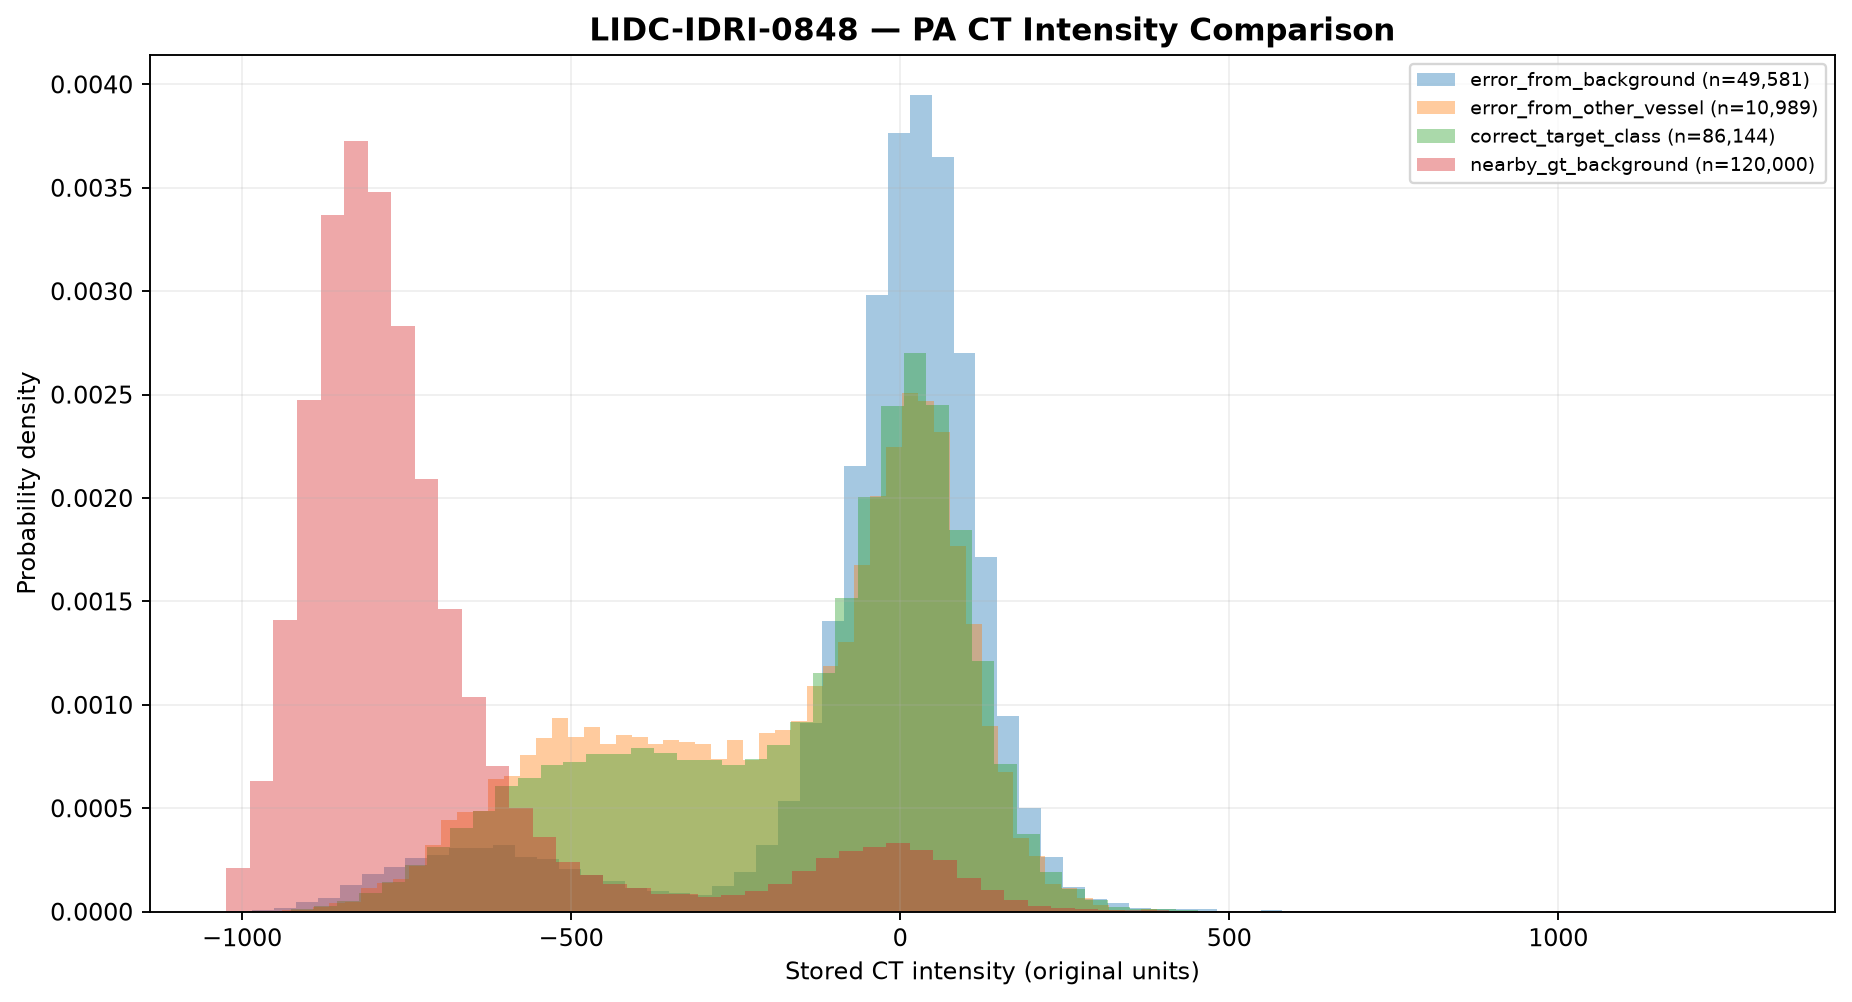 LIDC-IDRI-0848 — PA CT Intensity Comparison
error_from_background (n=49,581)
error_from_other_vessel (n=10,989)
correct_target_class (n=86,144)
nearby_gt_background (n=120,000)
Probability density
0.0040
0.0035
0.0030
0.0025
0.0020
0.0015
0.0010
0.0005
0.0000
−1000 −500 0 500 1000
Stored CT intensity (original units)